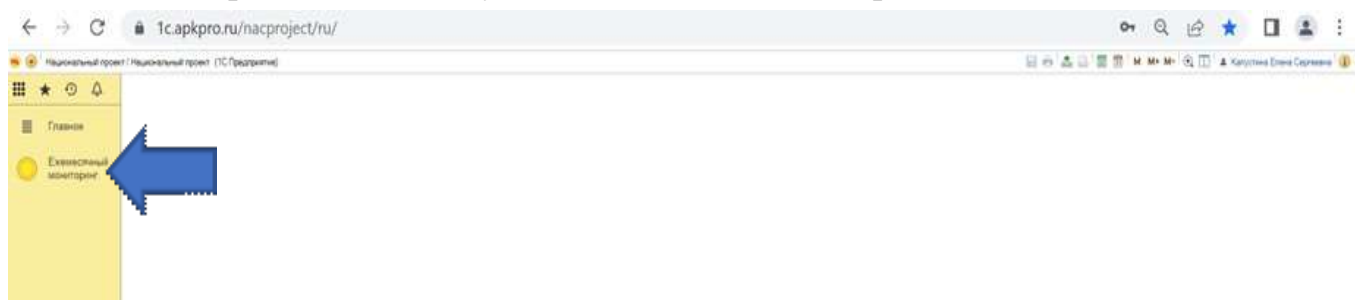 1c.apkpro.ru/nacproject/ru/
Национальный проект / Национальный проект (1С:Предприятие)
M M+ M-
Капустина Елена Сергеевна
Главное
Ежемесячный
мониторинг